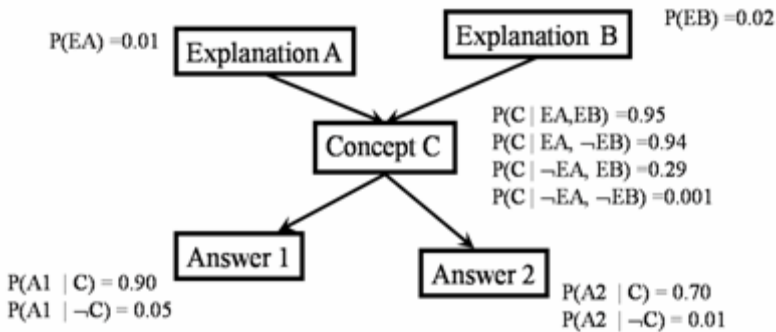 P(EA) =0.01
Explanation A
Explanation B
P(EB) =0.02
Concept C
P(C | EA,EB) =0.95
P(C | EA, ¬EB) =0.94
P(C | ¬EA, EB) =0.29
P(C | ¬EA, ¬EB) =0.001
Answer 1
Answer 2
P(A1 | C) = 0.90
P(A1 | ¬C) = 0.05
P(A2 | C) = 0.70
P(A2 | ¬C) = 0.01